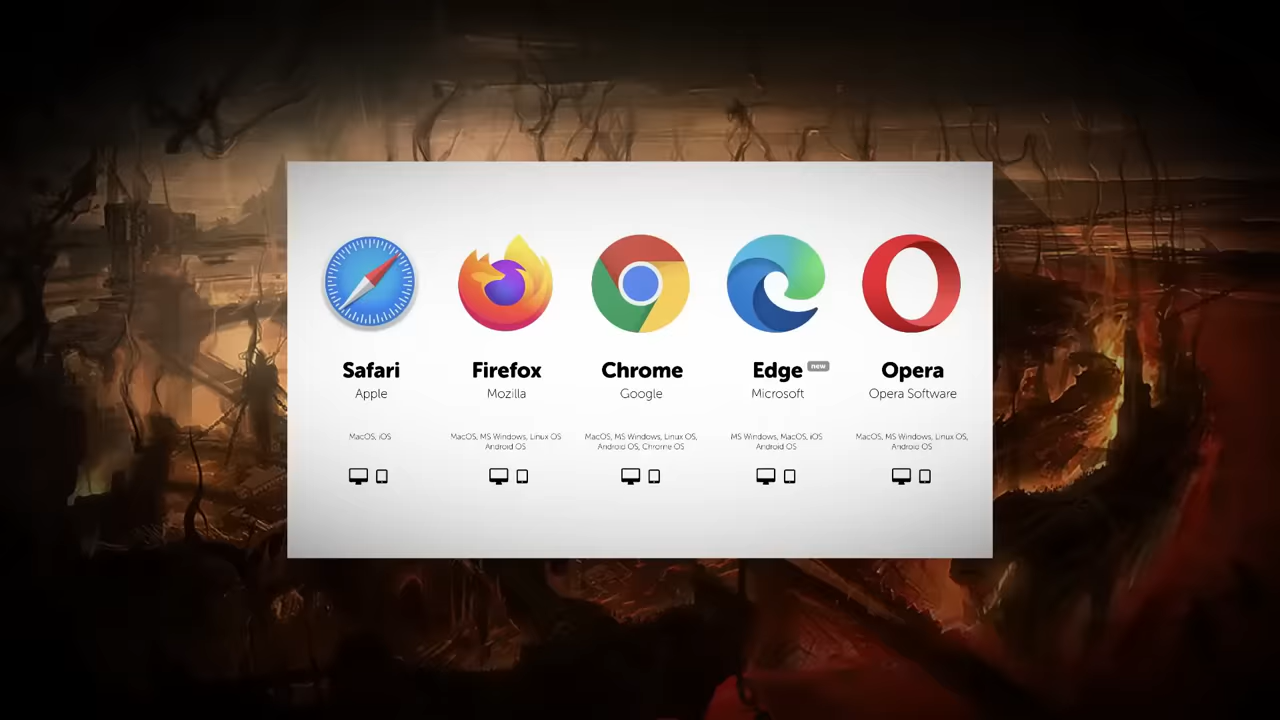 Safari
Apple
MacOS, iOS
Firefox
Mozilla
MacOS, MS Windows, Linux OS
Android OS
Chrome
Google
MacOS, MS Windows, Linux OS,
Android OS, Chrome OS
Edge new
Microsoft
MS Windows, MacOS, iOS
Android OS
Opera
Opera Software
MacOS, MS Windows, Linux OS,
Android OS